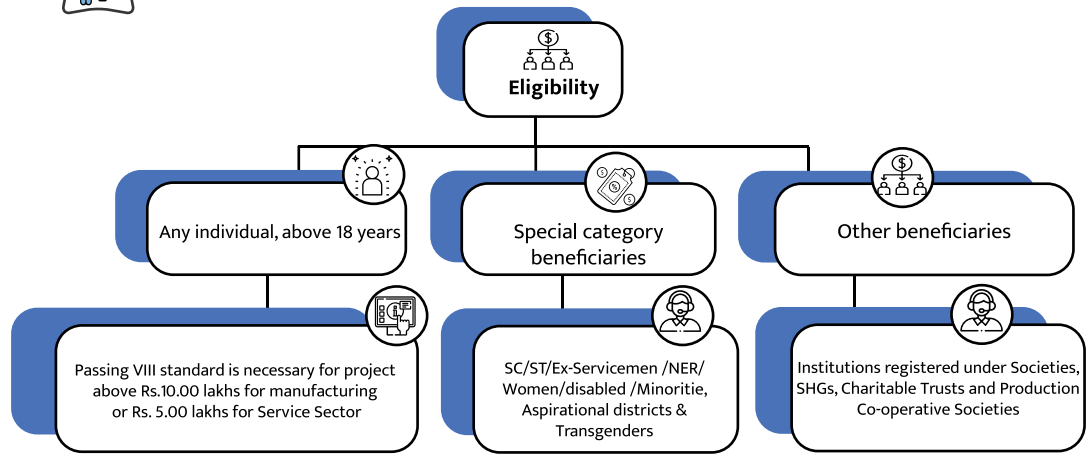 Eligibility
Any individual, above 18 years
Special category
beneficiaries
Other beneficiaries
Passing VIII standard is necessary for project
above Rs.10.00 lakhs for manufacturing
or Rs. 5.00 lakhs for Service Sector
SC/ST/Ex-Servicemen /NER/
Women/disabled /Minoritie,
Aspirational districts &
Transgenders
Institutions registered under Societies,
SHGs, Charitable Trusts and Production
Co-operative Societies